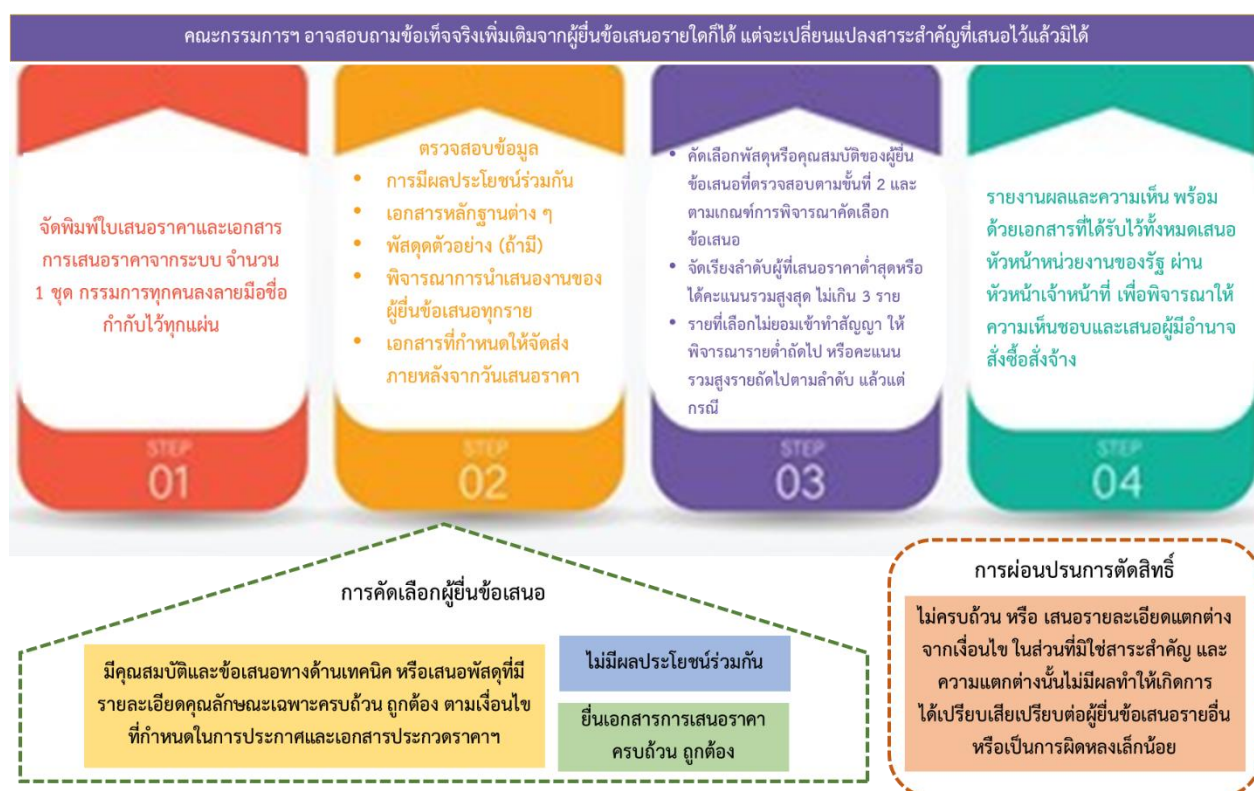 คณะกรรมการฯ อาจสอบถามข้อเท็จจริงเพิ่มเติมจากผู้ยื่นข้อเสนอรายใดก็ได้ แต่จะเปลี่ยนแปลงสาระสำคัญที่เสนอไว้แล้วมิได้
จัดพิมพ์ใบเสนอราคาและเอกสาร
การเสนอราคาจากระบบ จำนวน
1 ชุด กรรมการทุกคนลงลายมือชื่อ
กำกับไว้ทุกแผ่น
STEP
01
ตรวจสอบข้อมูล
• การมีผลประโยชน์ร่วมกัน
• เอกสารหลักฐานต่าง ๆ
• พัสดุดตัวอย่าง (ถ้ามี)
• พิจารณาการนำเสนองานของ
ผู้ยื่นข้อเสนอทุกราย
• เอกสารที่กำหนดให้จัดส่ง
ภายหลังจากวันเสนอราคา
STEP
02
• คัดเลือกพัสดุหรือคุณสมบัติของผู้ยื่น
ข้อเสนอที่ตรวจสอบตามขั้นที่ 2 และ
ตามเกณฑ์การพิจารณาคัดเลือก
ข้อเสนอ
• จัดเรียงลำดับผู้ที่เสนอราคาต่ำสุดหรือ
ได้คะแนนรวมสูงสุด ไม่เกิน 3 ราย
• รายที่เลือกไม่ยอมเข้าทำสัญญา ให้
พิจารณารายต่ำถัดไป หรือคะแนน
รวมสูงรายถัดไปตามลำดับ แล้วแต่
กรณี
STEP
03
รายงานผลและความเห็น พร้อม
ด้วยเอกสารที่ได้รับไว้ทั้งหมดเสนอ
หัวหน้าหน่วยงานของรัฐ ผ่าน
หัวหน้าเจ้าหน้าที่ เพื่อพิจารณาให้
ความเห็นชอบและเสนอผู้มีอำนาจ
สั่งซื้อสั่งจ้าง
STEP
04
การคัดเลือกผู้ยื่นข้อเสนอ
มีคุณสมบัติและข้อเสนอทางด้านเทคนิค หรือเสนอพัสดุที่มี
รายละเอียดคุณลักษณะเฉพาะครบถ้วน ถูกต้อง ตามเงื่อนไข
ที่กำหนดในการประกาศและเอกสารประกวดราคาฯ
ไม่มีผลประโยชน์ร่วมกัน
ยื่นเอกสารการเสนอราคา
ครบถ้วน ถูกต้อง
การผ่อนปรนการตัดสิทธิ์
ไม่ครบถ้วน หรือ เสนอรายละเอียดแตกต่าง
จากเงื่อนไข ในส่วนที่มิใช่สาระสำคัญ และ
ความแตกต่างนั้นไม่มีผลทำให้เกิดการ
ได้เปรียบเสียเปรียบต่อผู้ยื่นข้อเสนอรายอื่น
หรือเป็นการผิดหลงเล็กน้อย